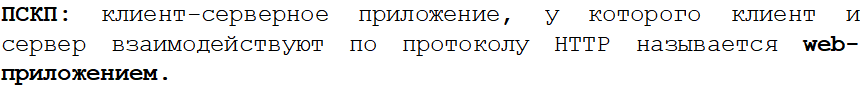 ПСКП: клиент-серверное приложение, у которого клиент и
сервер взаимодействуют по протоколу HTTP называется web-
приложением.